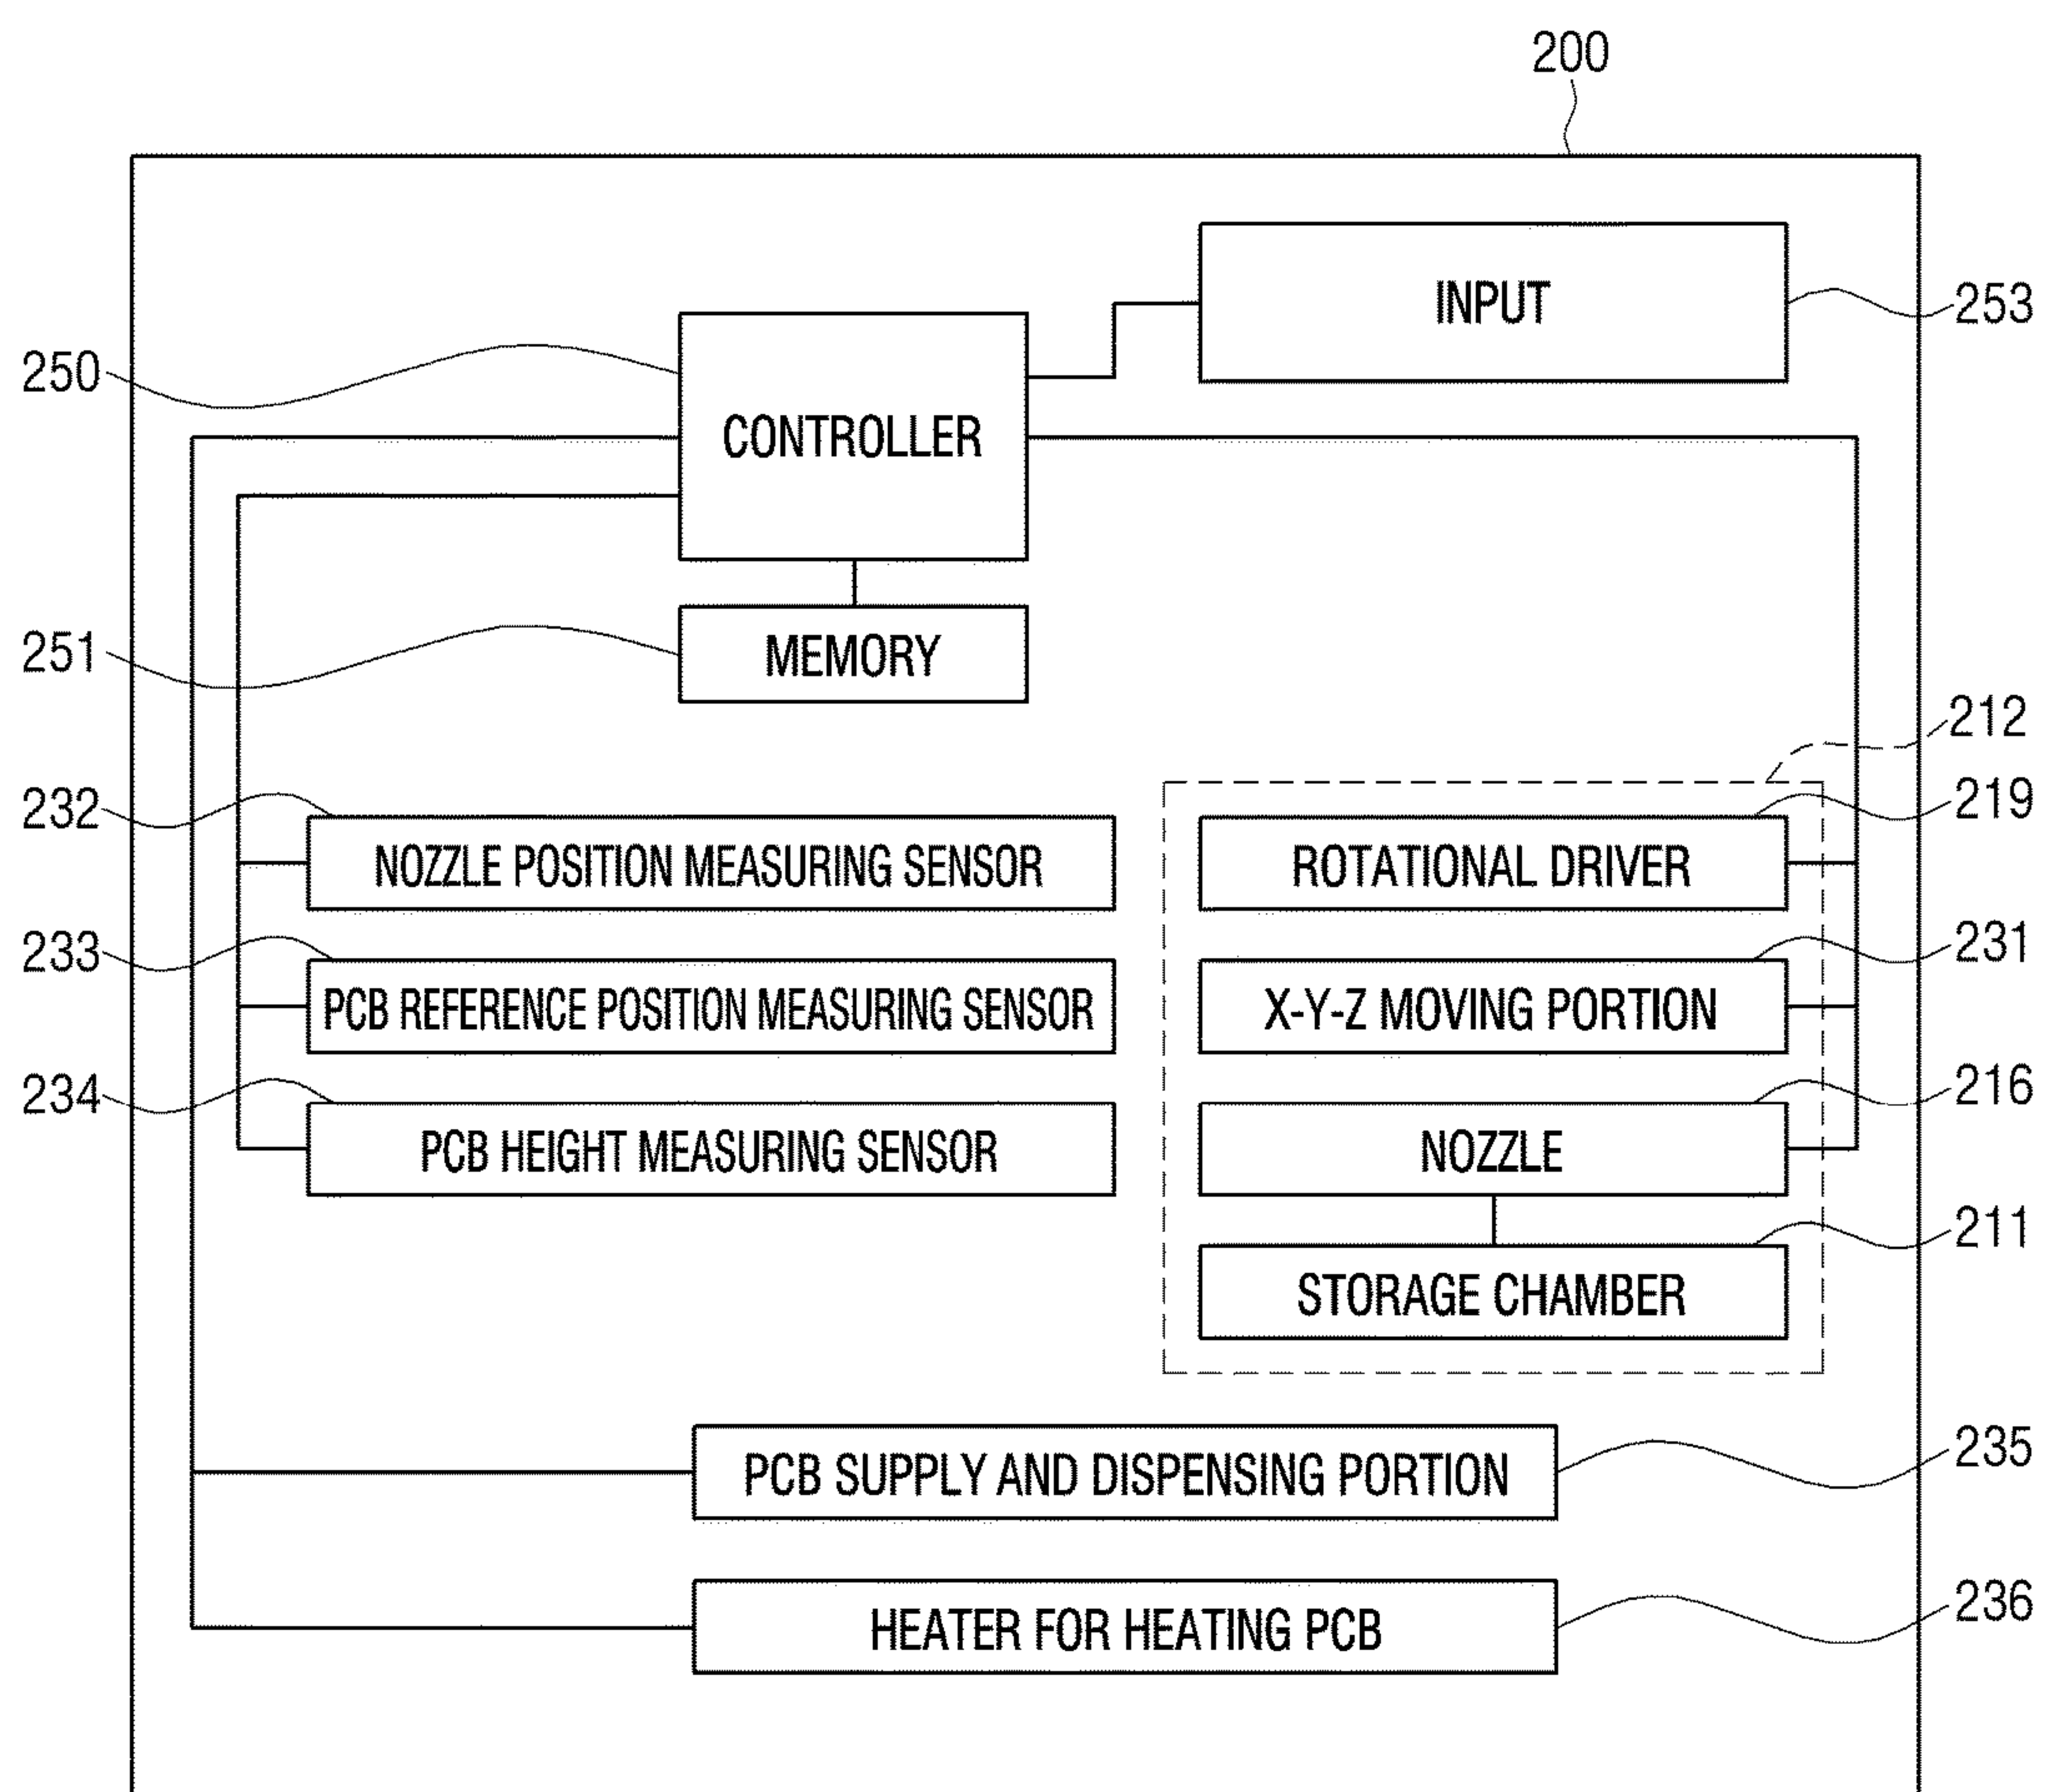 200
INPUT
253
250
CONTROLLER
251
MEMORY
212
232
NOZZLE POSITION MEASURING SENSOR
ROTATIONAL DRIVER
219
233
PCB REFERENCE POSITION MEASURING SENSOR
X-Y-Z MOVING PORTION
231
234
PCB HEIGHT MEASURING SENSOR
NOZZLE
216
STORAGE CHAMBER
211
PCB SUPPLY AND DISPENSING PORTION
235
HEATER FOR HEATING PCB
236